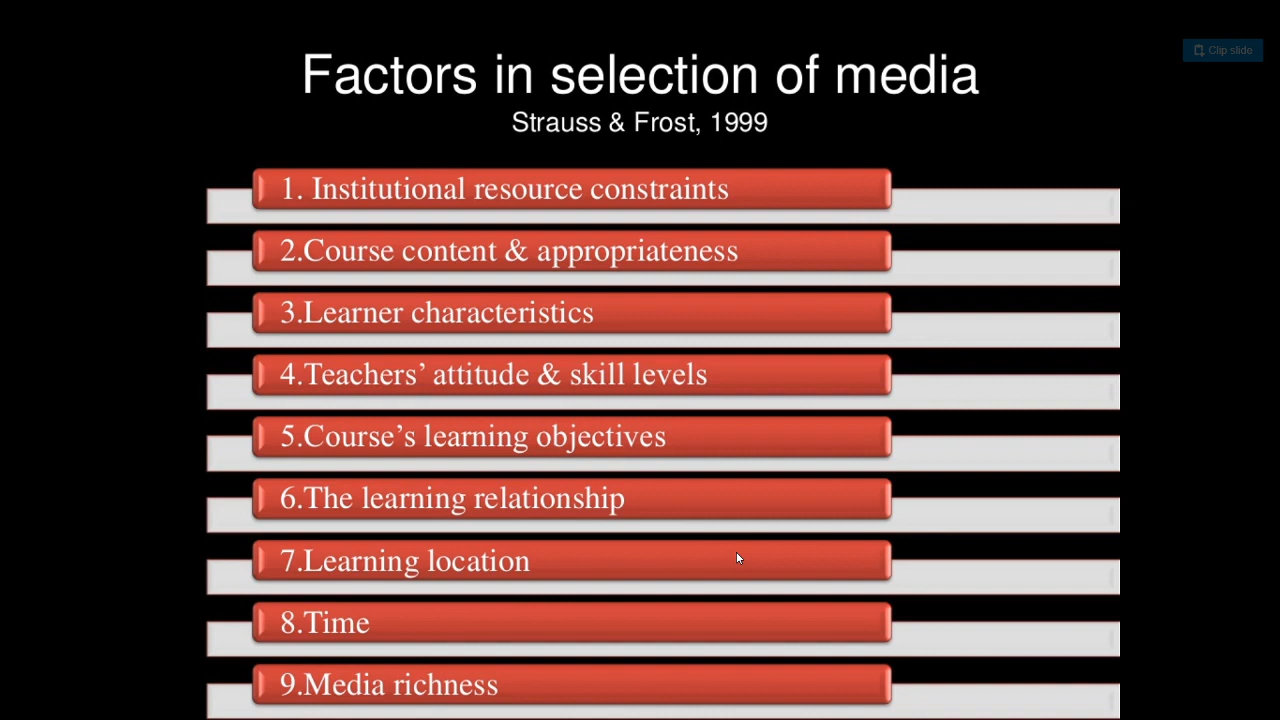 Clip slide
Factors in selection of media
Strauss & Frost, 1999
1. Institutional resource constraints
2.Course content & appropriateness
3.Learner characteristics
4.Teachers’ attitude & skill levels
5.Course’s learning objectives
6.The learning relationship
7.Learning location
8.Time
9.Media richness